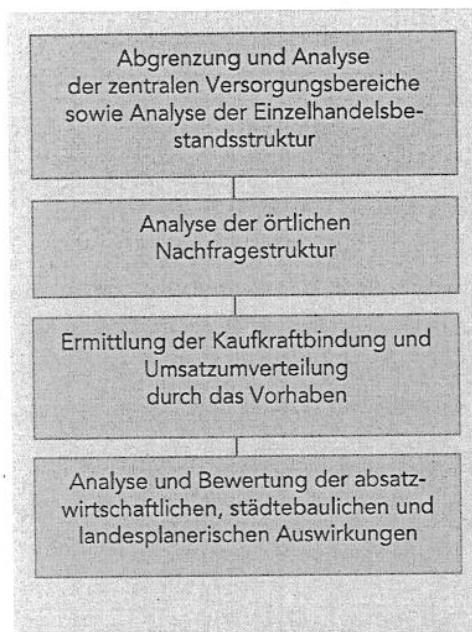 Abgrenzung und Analyse
der zentralen Versorgungsbereiche
sowie Analyse der Einzelhandelsbe-
standsstruktur
Analyse der örtlichen
Nachfragestruktur
Ermittlung der Kaufkraftbindung und
Umsatzumverteilung
durch das Vorhaben
Analyse und Bewertung der absatz-
wirtschaftlichen, städtebaulichen und
landesplanerischen Auswirkungen